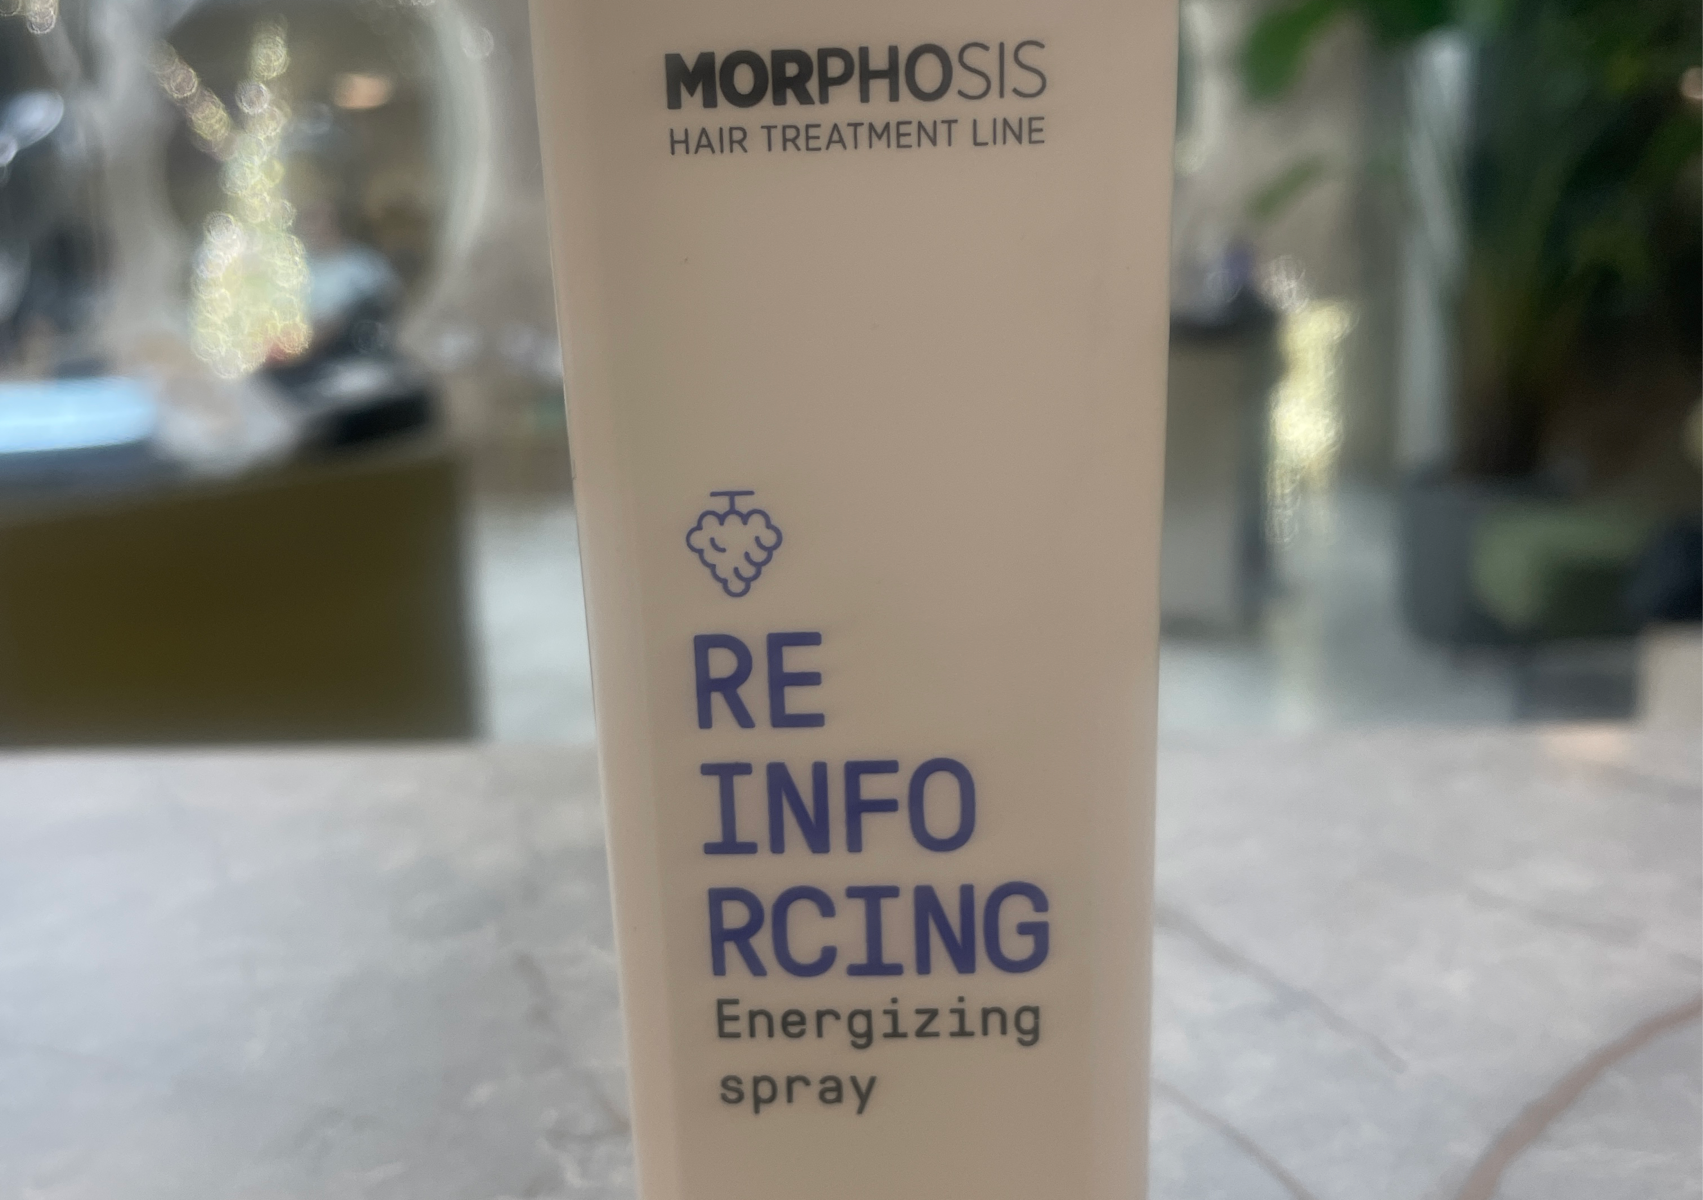 MORPHOSIS
HAIR TREATMENT LINE
RE
INFO
RCING
Energizing
spray